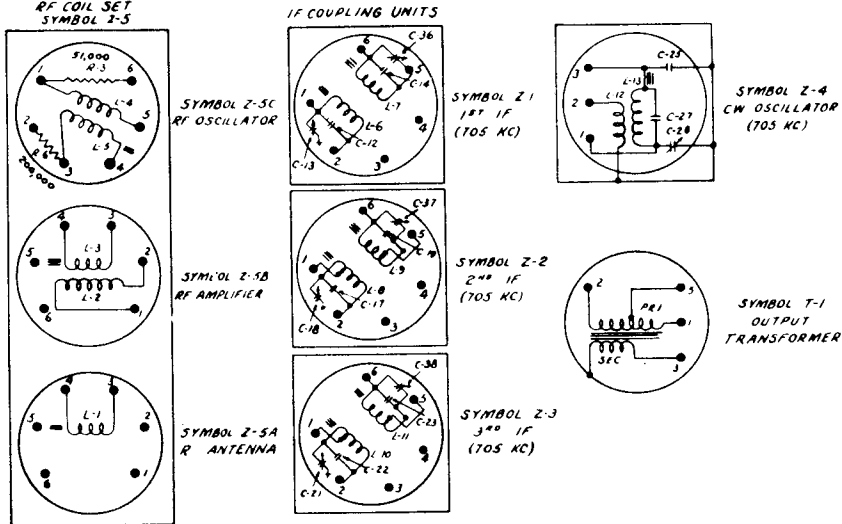 RF COIL SET
SYMBOL Z-5
51,000
R-5
1
6
L-4
5
2
L-5
3
4
SYMBOL Z-5C
RF OSCILLATOR
4
3
5
L-3
2
L-2
6
1
SYMBOL Z-5B
RF AMPLIFIER
4
3
5
L-1
2
6
1
SYMBOL Z-5A
R ANTENNA
IF COUPLING UNITS
6
C-36
5
C-14
L-7
1
L-6
4
C-13
C-12
2
3
SYMBOL Z-1
1ST IF
(705 KC)
6
C-37
5
C-19
L-9
1
L-8
4
C-17
C-18
2
3
SYMBOL Z-2
2ND IF
(705 KC)
6
C-38
5
C-23
L-11
1
L-10
4
C-22
C-21
2
3
SYMBOL Z-3
3RD IF
(705 KC)
C-25
3
L-13
2
L-12
C-27
1
C-28
SYMBOL Z-4
CW OSCILLATOR
(705 KC)
2
5
PRI
1
SEC
3
SYMBOL T-1
OUTPUT
TRANSFORMER